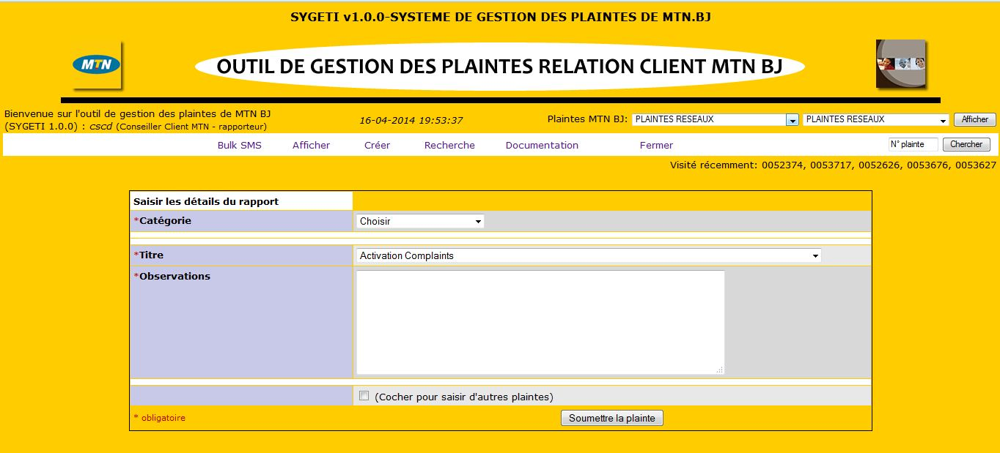 SYGETI v1.0.0-SYSTEME DE GESTION DES PLAINTES DE MTN.BJ
MTN
OUTIL DE GESTION DES PLAINTES RELATION CLIENT MTN BJ
Bienvenue sur l'outil de gestion des plaintes de MTN BJ
(SYGETI 1.0.0) : cscd (Conseiller Client MTN - rapporteur)
16-04-2014 19:53:37
Plaintes MTN BJ: PLAINTES RESEAUX PLAINTES RESEAUX Afficher
Bulk SMS Afficher Créer Recherche Documentation Fermer N° plainte Chercher
Visité récemment: 0052374, 0053717, 0052626, 0053676, 0053627
Saisir les détails du rapport
*Catégorie Choisir
*Titre Activation Complaints
*Observations
(Cocher pour saisir d'autres plaintes)
* obligatoire Soumettre la plainte